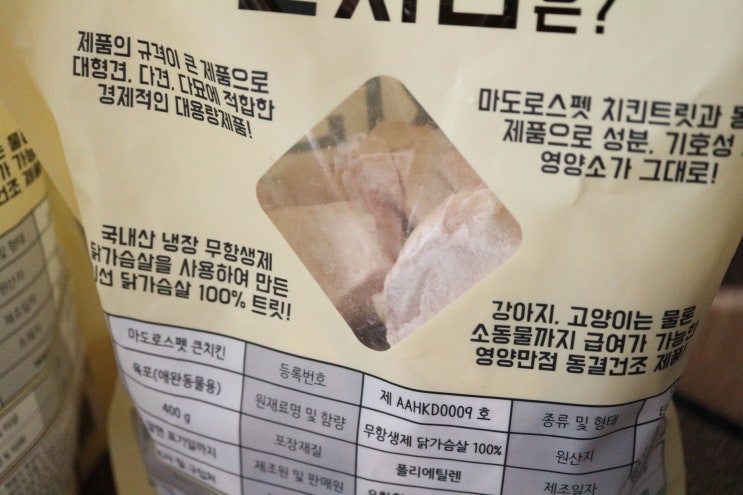 은?
제품의 규격이 큰 제품으로
대형견, 다견, 다묘에 적합한
경제적인 대용량제품!
마도로스펫 치킨트릿과
제품으로 성분, 기호성
영양소가 그대로!
국내산 냉장 무항생제
닭가슴살을 사용하여 만든
신선 닭가슴살 100% 트릿!
강아지, 고양이는 물론
소동물까지 급여가 가능한
영양만점 동결건조 제품
마도로스펫 큰치킨 등록번호 제 AAHKD0009 호 종류 및 형태
육포(애완동물용) 원재료명 및 함량 무항생제 닭가슴살 100% 원산지
400 g 포장재질 폴리에틸렌 제조일자
표기일까지 제조원 및 판매원